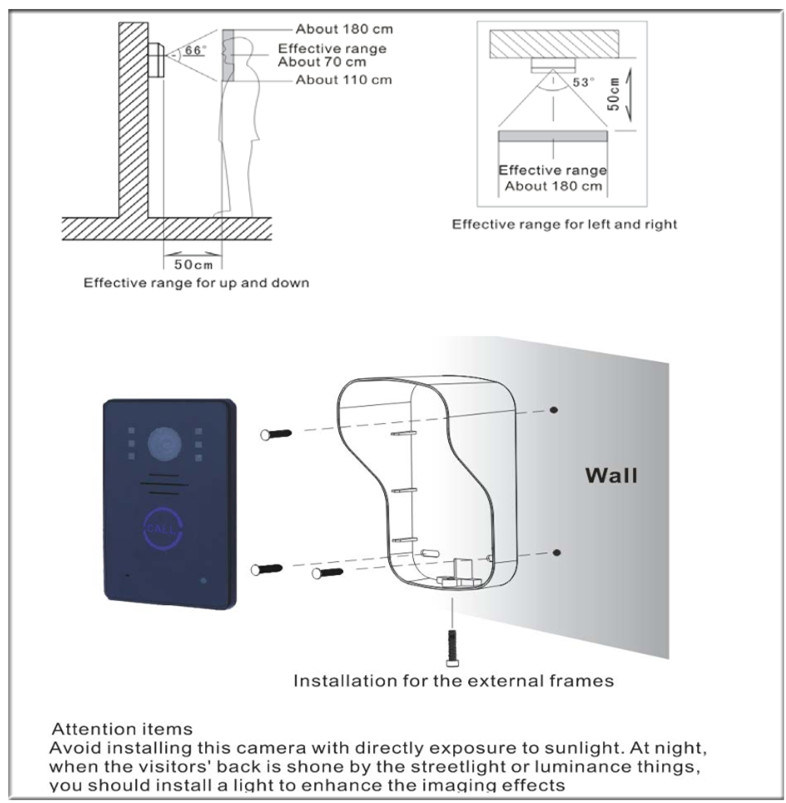 About 180 cm
66°
Effective range
About 70 cm
About 110 cm
50cm
Effective range for up and down
53°
50cm
Effective range
About 180 cm
Effective range for left and right
CALL
Wall
Installation for the external frames
Attention items
Avoid installing this camera with directly exposure to sunlight. At night,
when the visitors' back is shone by the streetlight or luminance things,
you should install a light to enhance the imaging effects